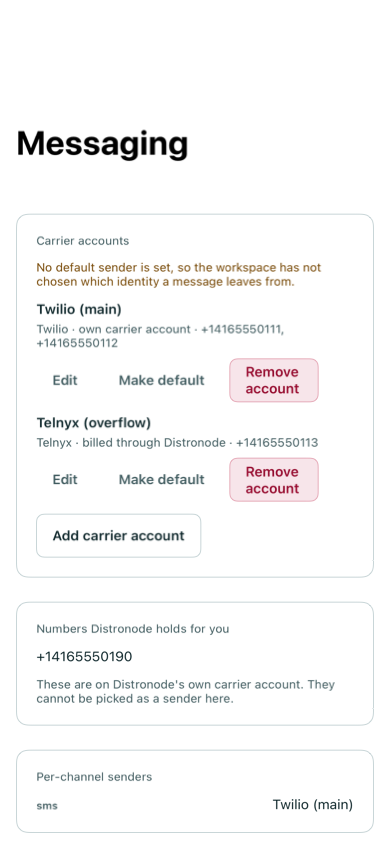 Messaging
Carrier accounts
No default sender is set, so the workspace has not
chosen which identity a message leaves from.
Twilio (main)
Twilio · own carrier account · +14165550111,
+14165550112
Edit
Make default
Remove
account
Telnyx (overflow)
Telnyx · billed through Distronode · +14165550113
Edit
Make default
Remove
account
Add carrier account
Numbers Distronode holds for you
+14165550190
These are on Distronode's own carrier account. They
cannot be picked as a sender here.
Per-channel senders
sms
Twilio (main)